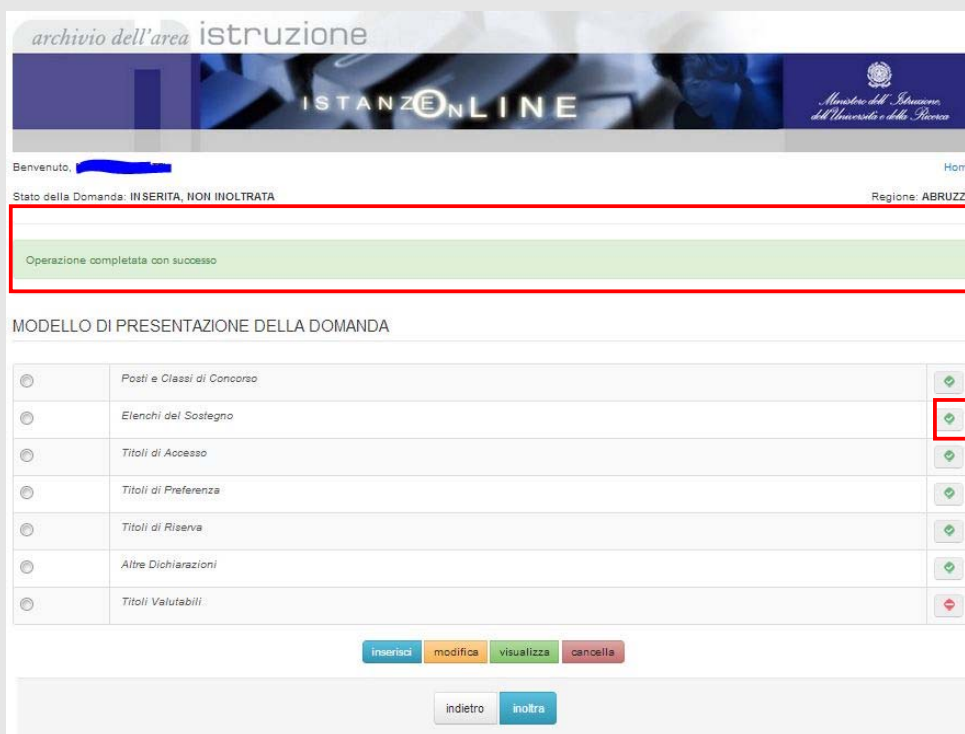 archivio dell'area istruzione
ISTANZE ONLINE
Ministero dell'Istruzione,
dell'Università e della Ricerca
Benvenuto,
Hom
Stato della Domanda: INSERITA, NON INOLTRATA
Regione: ABRUZZ
Operazione completata con successo
MODELLO DI PRESENTAZIONE DELLA DOMANDA
Posti e Classi di Concorso
Elenchi del Sostegno
Titoli di Accesso
Titoli di Preferenza
Titoli di Riserva
Altre Dichiarazioni
Titoli Valutabili
inserisci modifica visualizza cancella
indietro inoltra